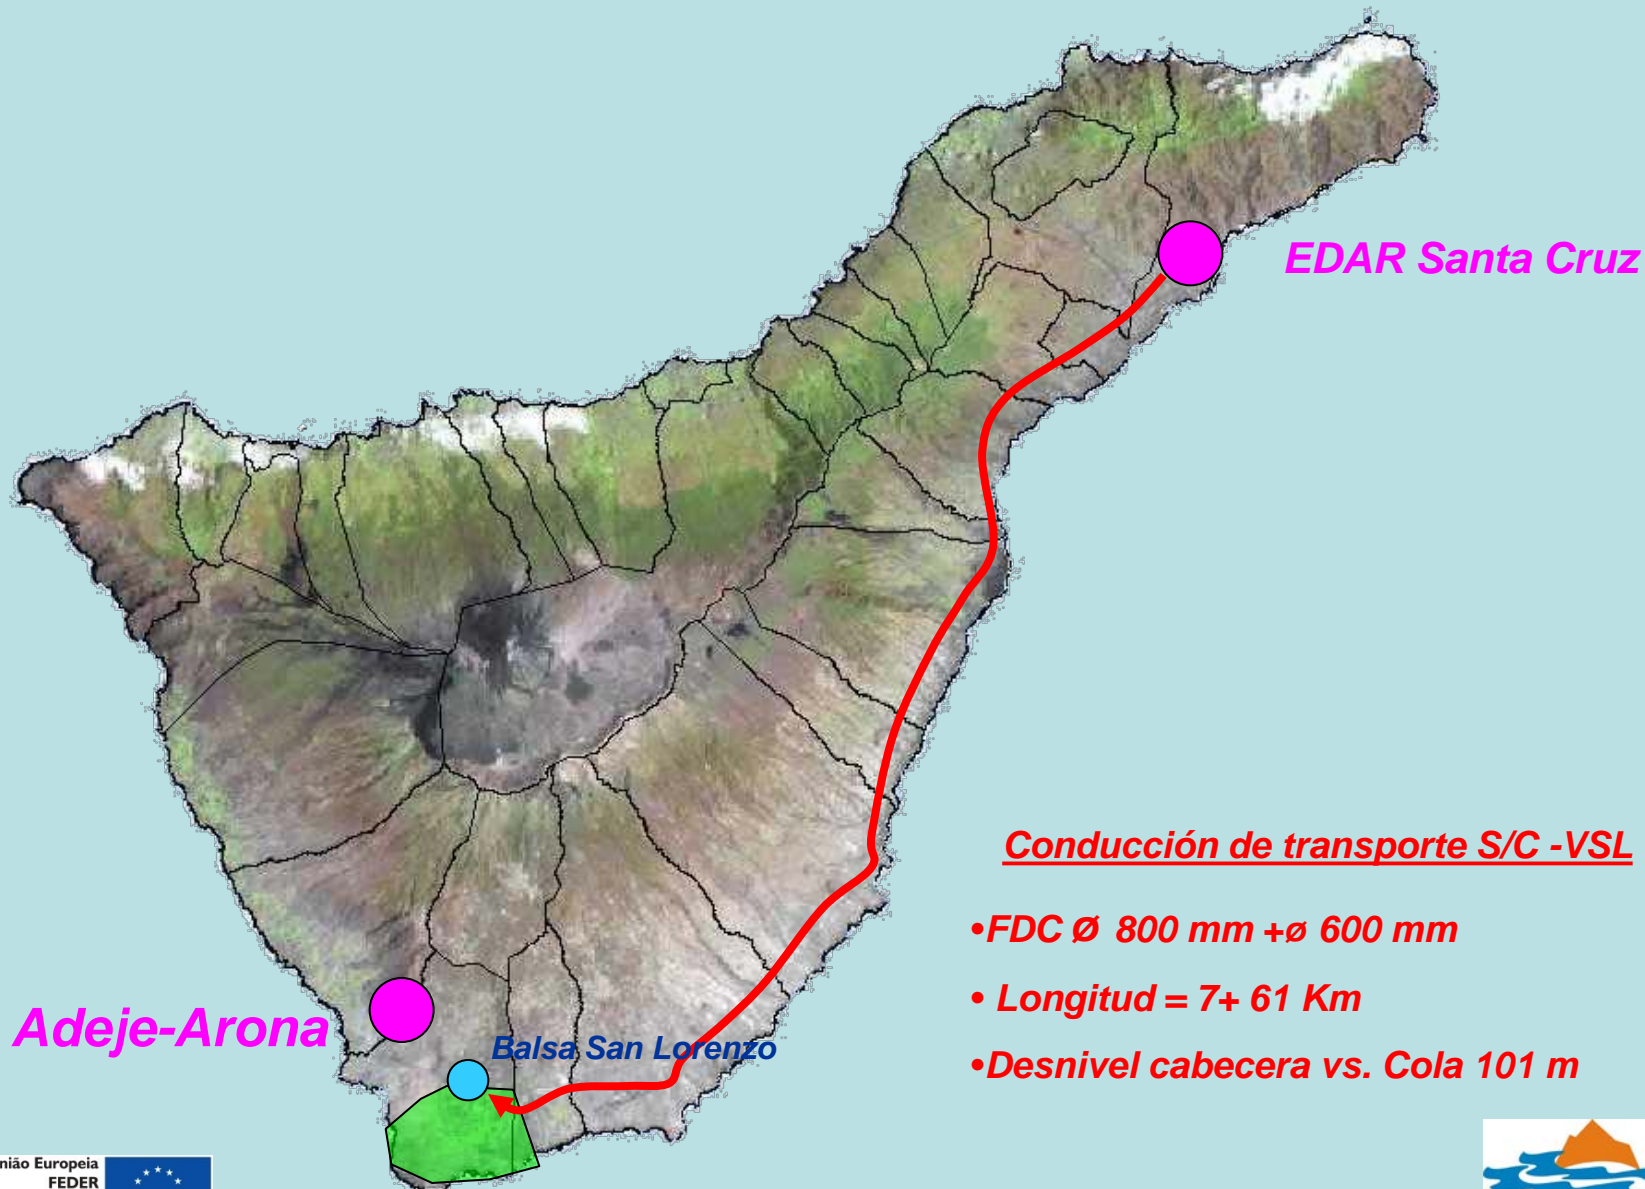 EDAR Santa Cruz
Conducción de transporte S/C -VSL
•FDC Ø 800 mm +ø 600 mm
• Longitud = 7+ 61 Km
•Desnivel cabecera vs. Cola 101 m
Adeje-Arona
Balsa San Lorenzo
Europeia
FEDER